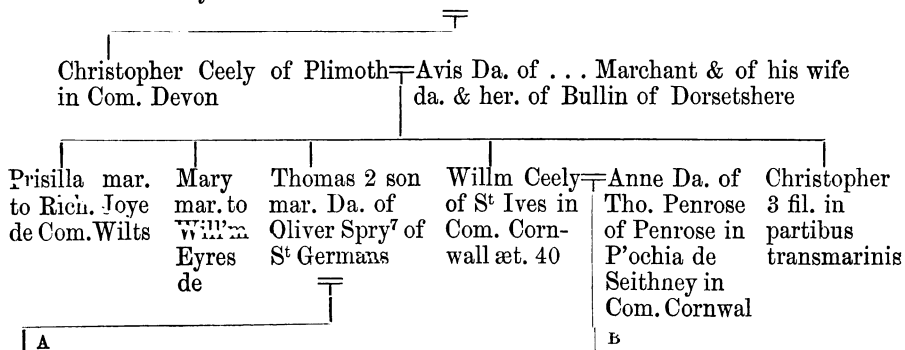 Christopher Ceely of Plimoth
in Com. Devon
Avis Da. of . . . Marchant & of his wife
da. & her. of Bullin of Dorsetshere
Prisilla mar.
to Rich. Joye
de Com. Wilts
Mary
mar. to
Will'm
Eyres
de
Thomas 2 son
mar. Da. of
Oliver Spry⁷ of
Sᵗ Germans
Willm Ceely
of Sᵗ Ives in
Com. Corn-
wall æt. 40
Anne Da. of
Tho. Penrose
of Penrose in
P'ochia de
Seithney in
Com. Cornwal
Christopher
3 fil. in
partibus
transmarinis
A
B